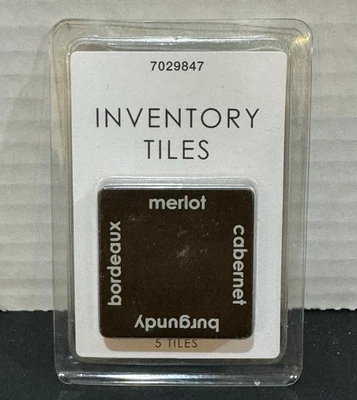 7029847
INVENTORY
TILES
merlot
bordeaux
cabernet
burgundy
5 TILES